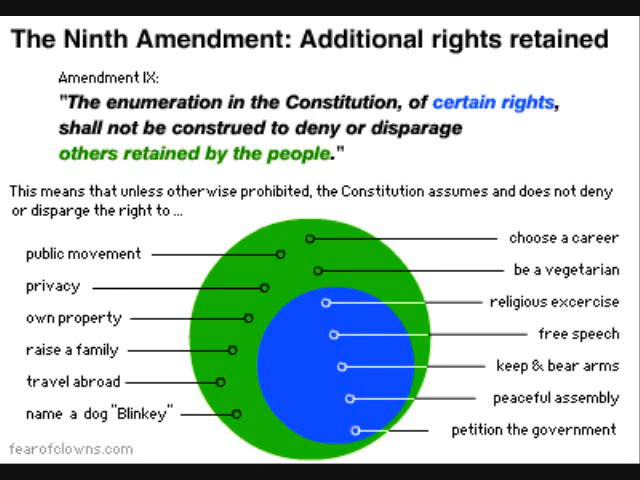 The Ninth Amendment: Additional rights retained
Amendment IX:
"The enumeration in the Constitution, of certain rights,
shall not be construed to deny or disparage
others retained by the people."
This means that unless otherwise prohibited, the Constitution assumes and does not deny
or disparge the right to ...
public movement
privacy
own property
raise a family
travel abroad
name a dog "Blinkey"
choose a career
be a vegetarian
religious excercise
free speech
keep & bear arms
peaceful assembly
petition the government
fearofclowns.com